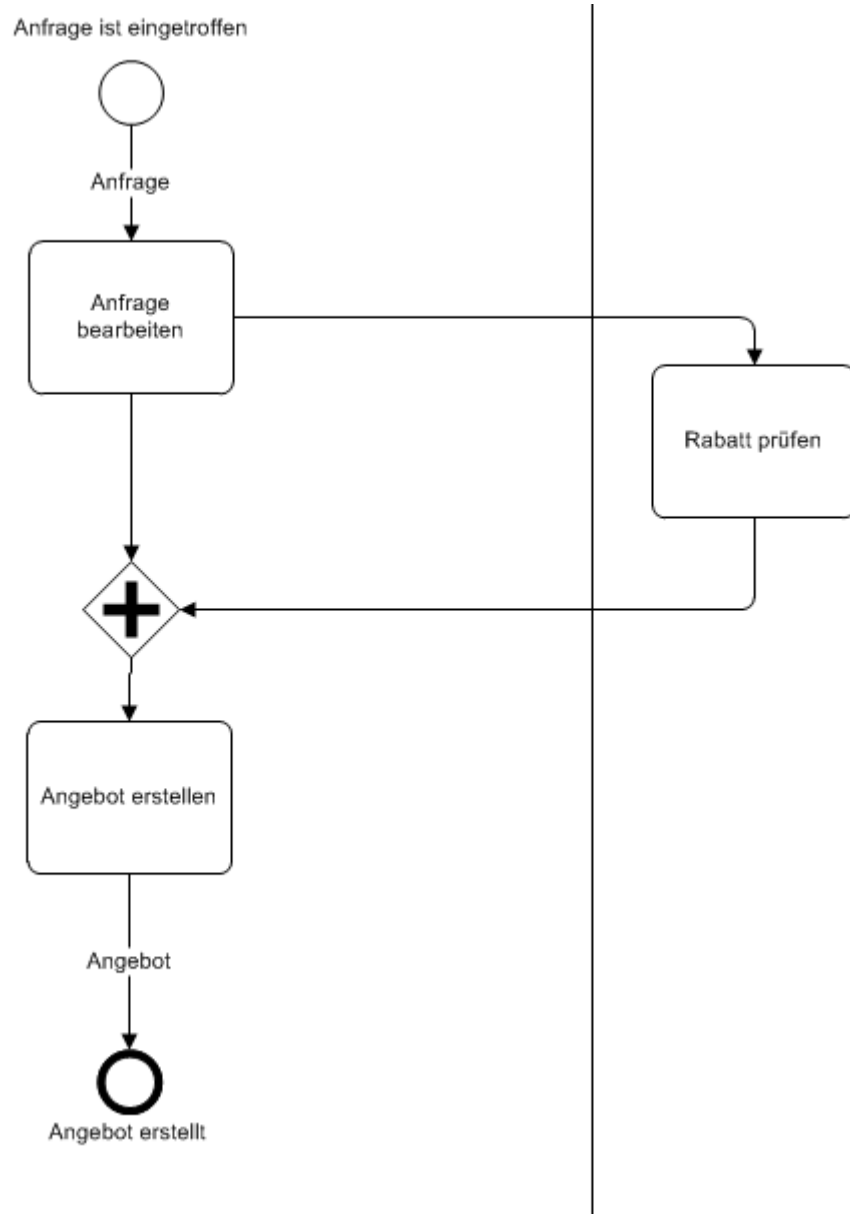 Anfrage ist eingetroffen
Anfrage
Anfrage
bearbeiten
Rabatt prüfen
Angebot erstellen
Angebot
Angebot erstellt